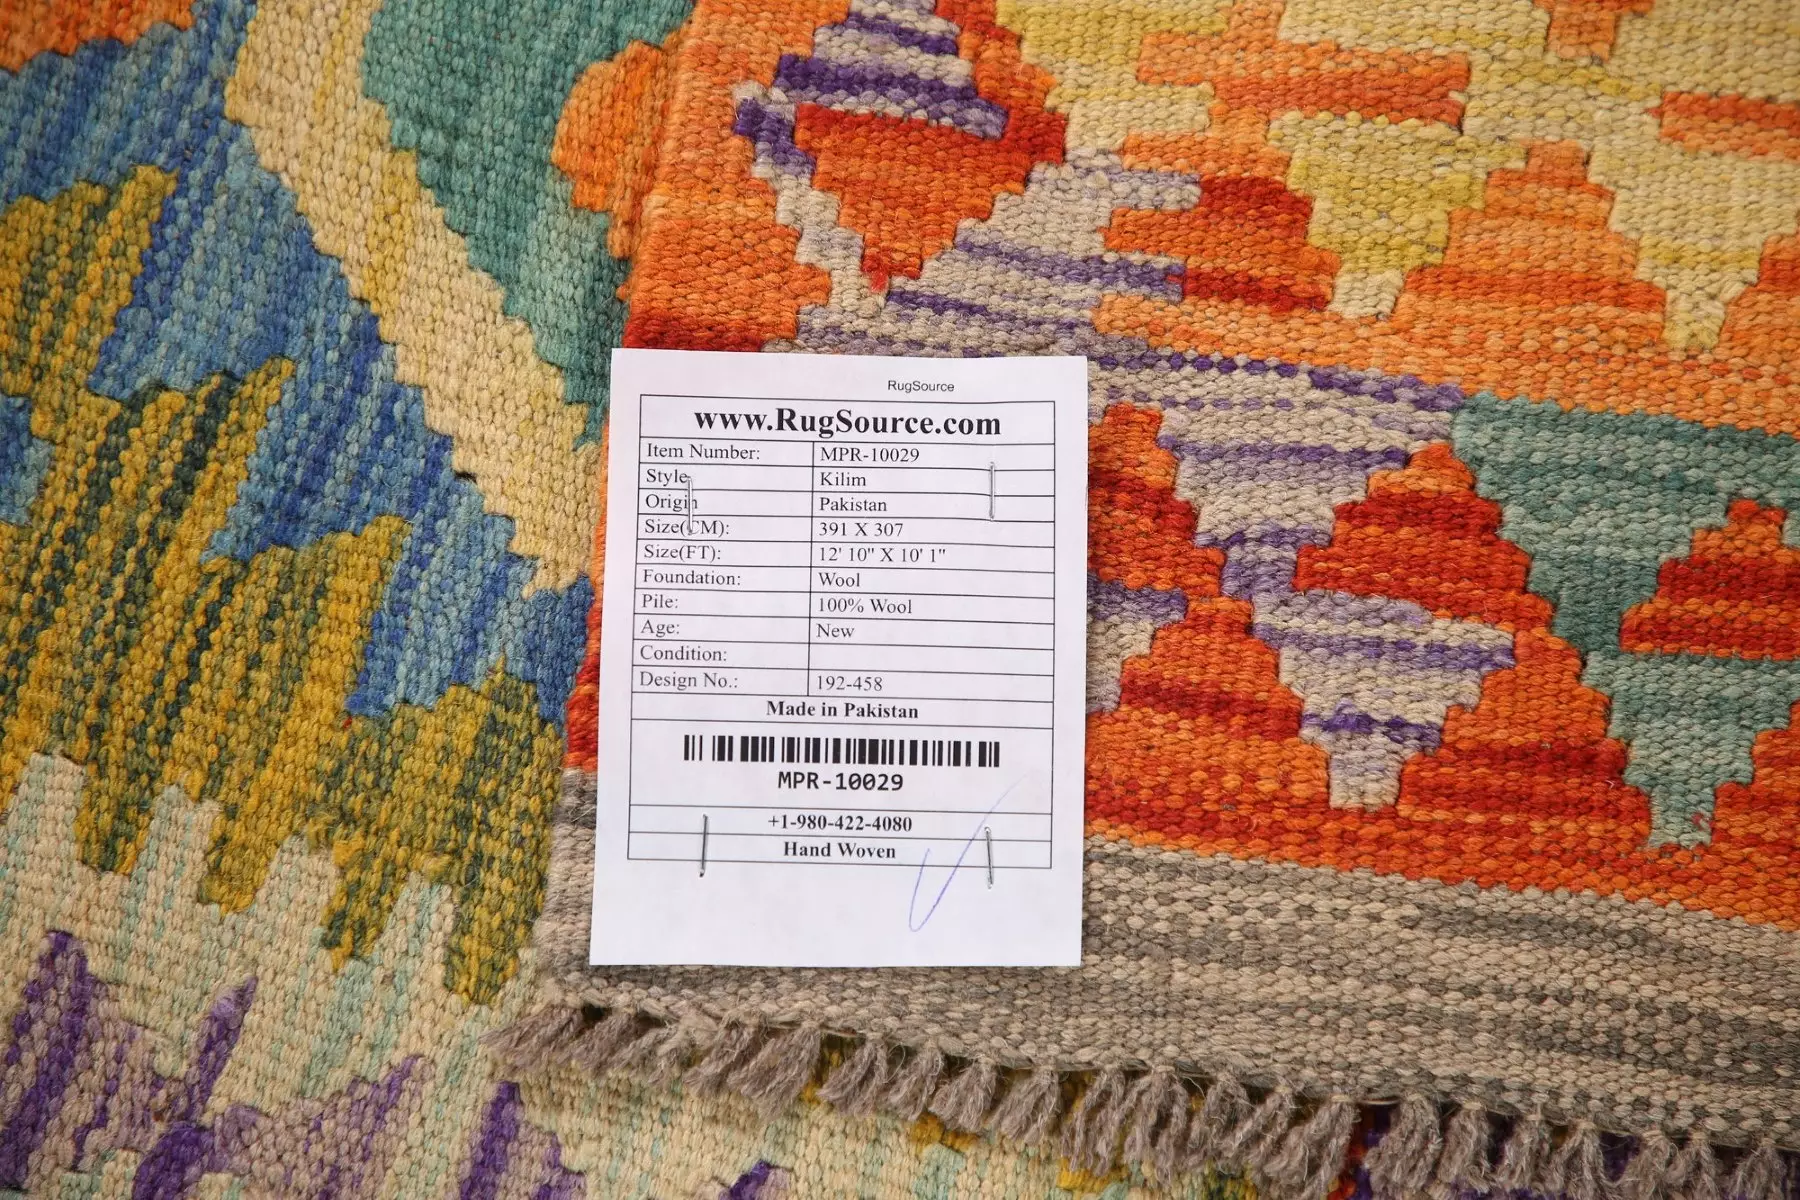 RugSource
www.RugSource.com
Item Number: MPR-10029
Style: Kilim
Origin Pakistan
Size(CM): 391 X 307
Size(FT): 12' 10" X 10' 1"
Foundation: Wool
Pile: 100% Wool
Age: New
Condition:
Design No.: 192-458
Made in Pakistan
MPR-10029
+1-980-422-4080
Hand Woven